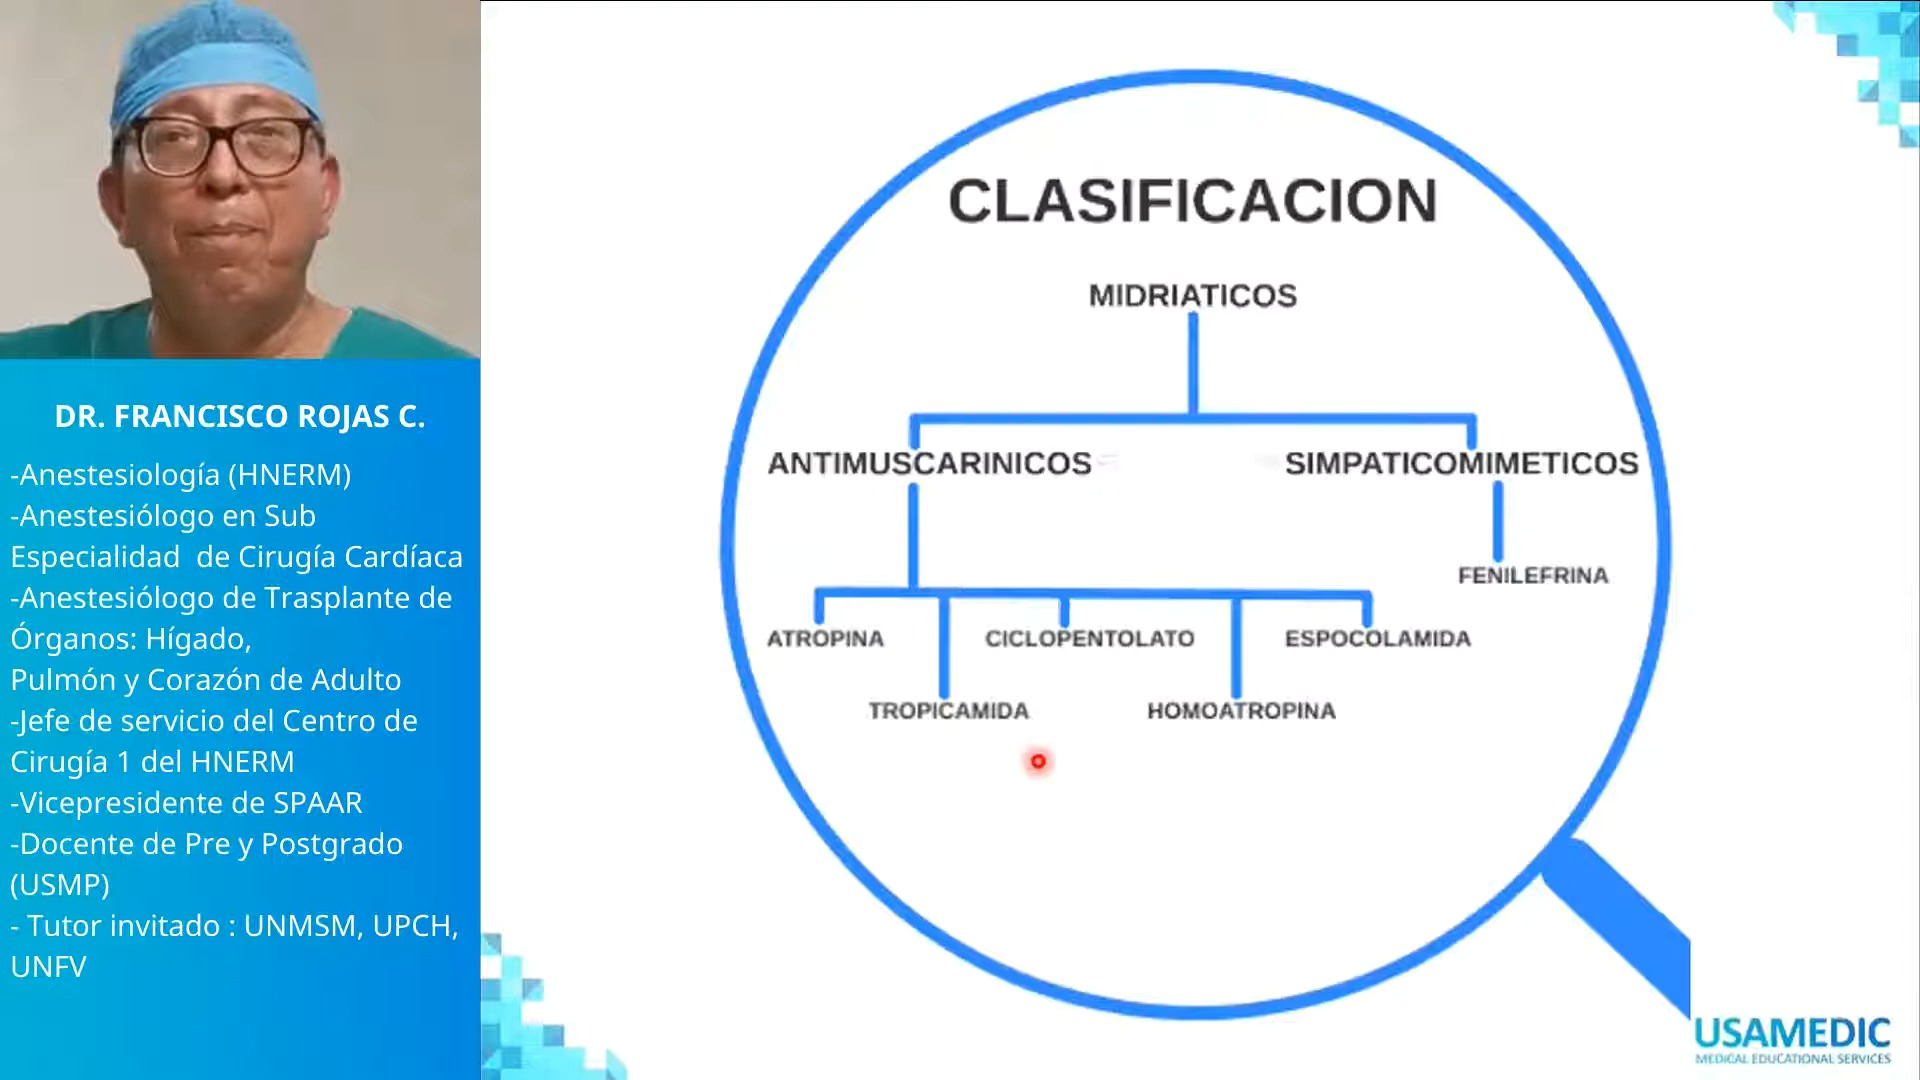 DR. FRANCISCO ROJAS C.
-Anestesiología (HNERM)
-Anestesiólogo en Sub
Especialidad de Cirugía Cardíaca
-Anestesiólogo de Trasplante de
Órganos: Hígado,
Pulmón y Corazón de Adulto
-Jefe de servicio del Centro de
Cirugía 1 del HNERM
-Vicepresidente de SPAAR
-Docente de Pre y Postgrado
(USMP)
- Tutor invitado : UNMSM, UPCH,
UNFV
CLASIFICACION
MIDRIATICOS
ANTIMUSCARINICOS
SIMPATICOMIMETICOS
FENILEFRINA
ATROPINA
CICLOPENTOLATO
ESPOCOLAMIDA
TROPICAMIDA
HOMOATROPINA
USAMEDIC
MEDICAL EDUCATIONAL SERVICES